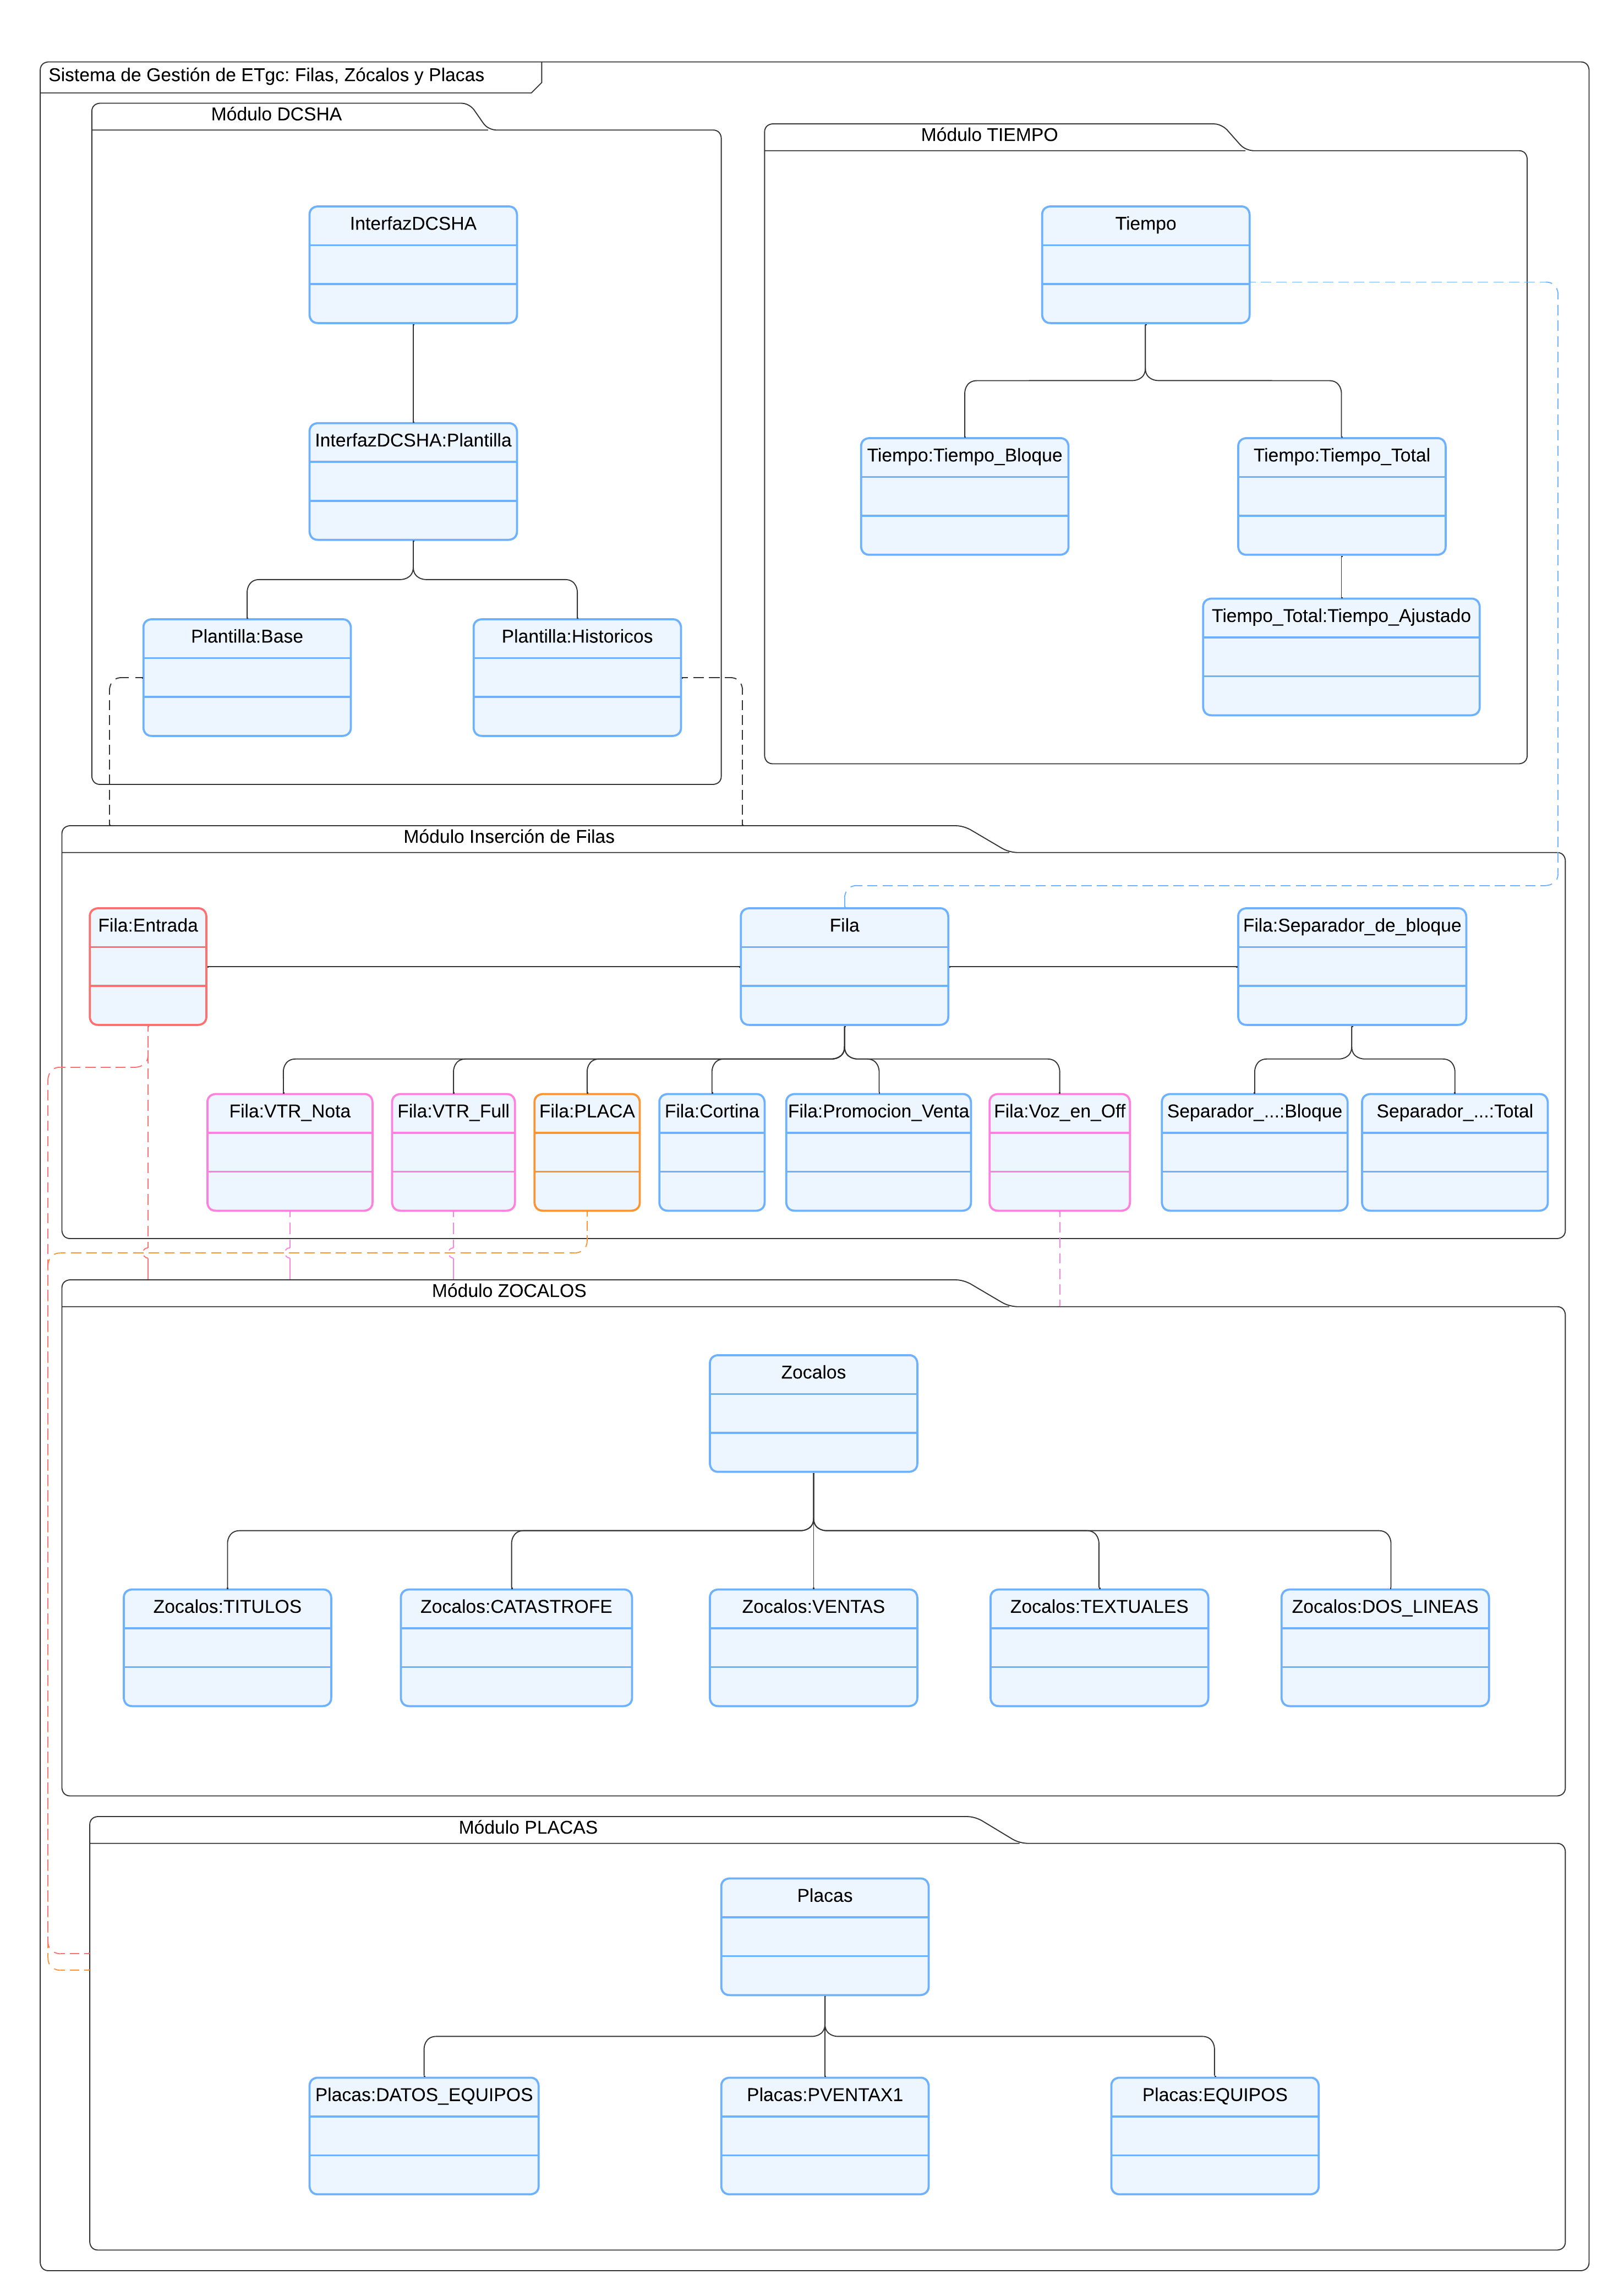 Sistema de Gestión de ETgc: Filas, Zócalos y Placas
Módulo DCSHA
Módulo TIEMPO
InterfazDCSHA
Tiempo
InterfazDCSHA:Plantilla
Tiempo:Tiempo_Bloque
Tiempo:Tiempo_Total
Plantilla:Base
Plantilla:Historicos
Tiempo_Total:Tiempo_Ajustado
Módulo Inserción de Filas
Fila:Entrada
Fila
Fila:Separador_de_bloque
Fila:VTR_Nota
Fila:VTR_Full
Fila:PLACA
Fila:Cortina
Fila:Promocion_Venta
Fila:Voz_en_Off
Separador_...:Bloque
Separador_...:Total
Módulo ZOCALOS
Zocalos
Zocalos:TITULOS
Zocalos:CATASTROFE
Zocalos:VENTAS
Zocalos:TEXTUALES
Zocalos:DOS_LINEAS
Módulo PLACAS
Placas
Placas:DATOS_EQUIPOS
Placas:PVENTAX1
Placas:EQUIPOS